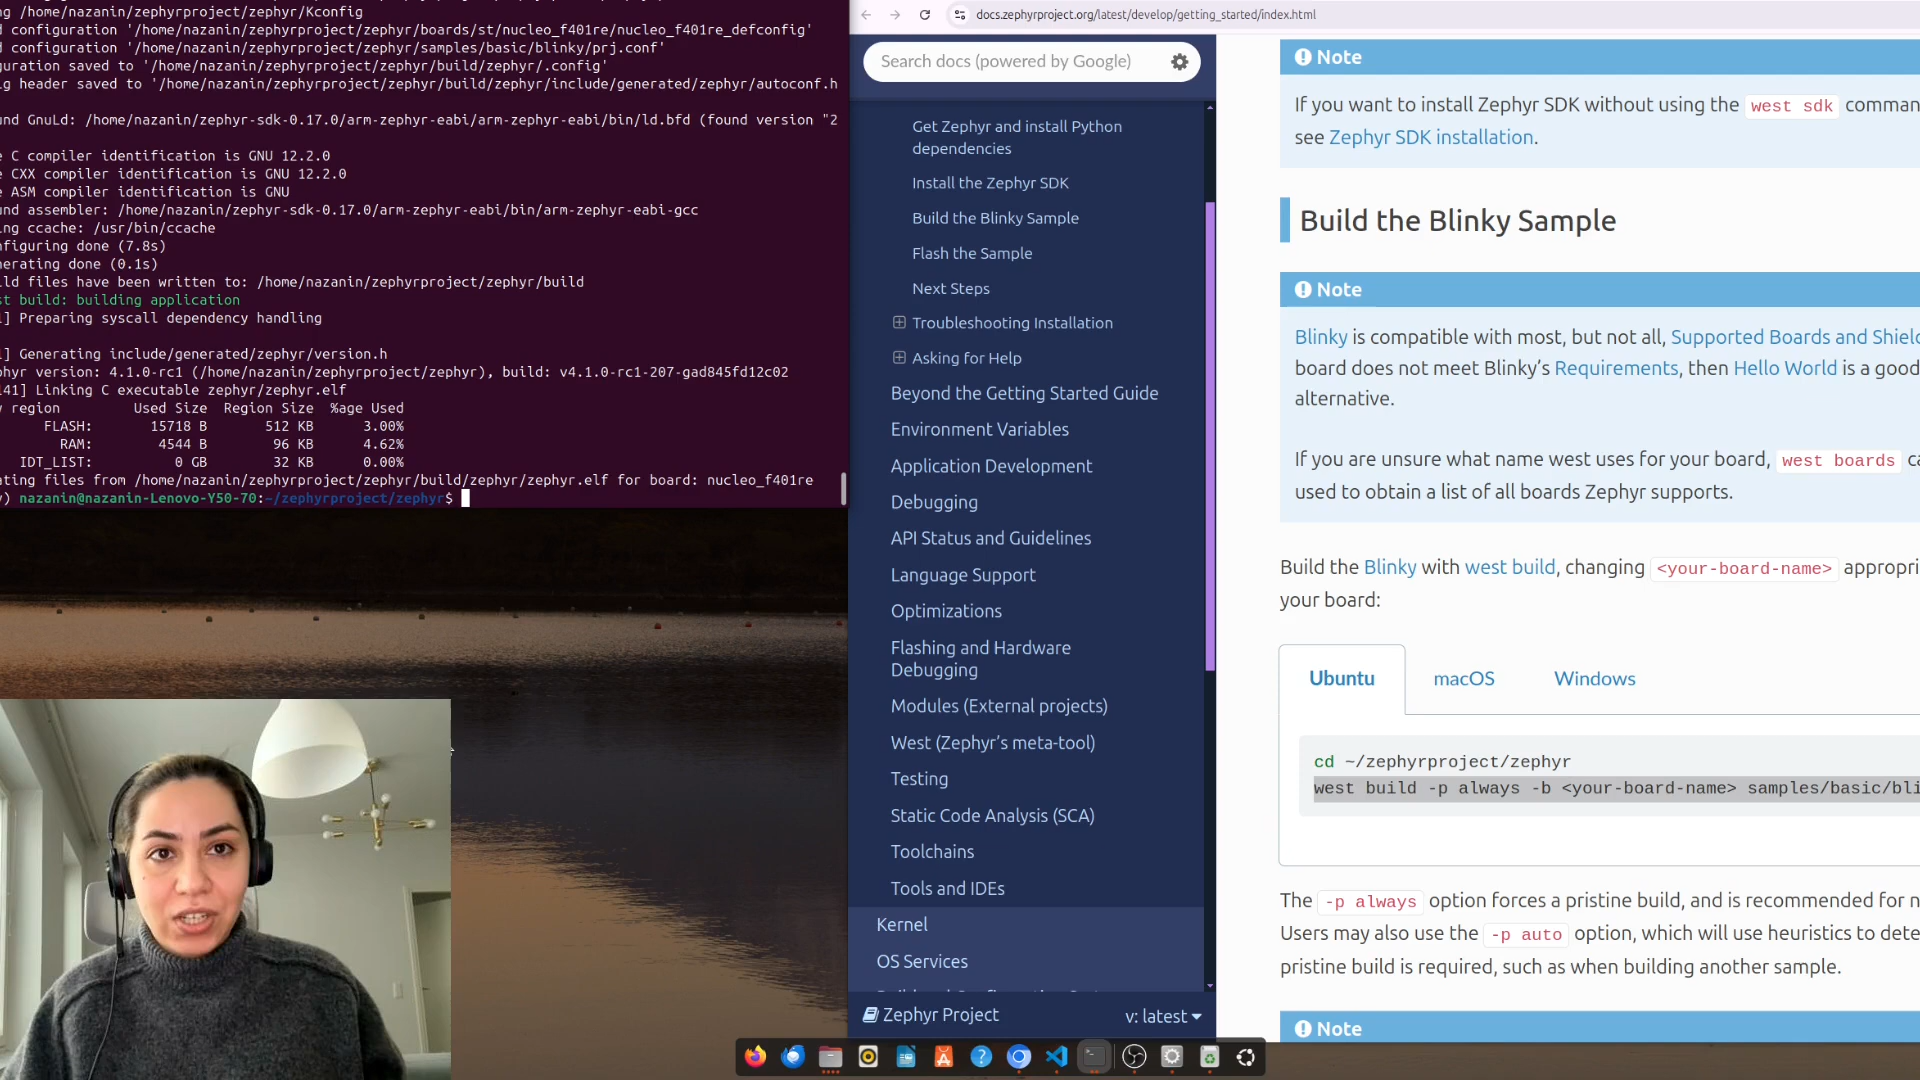 ng /home/nazanin/zephyrproject/zephyr/Kconfig
d configuration '/home/nazanin/zephyrproject/zephyr/boards/st/nucleo_f401re/nucleo_f401re_defconfig'
d configuration '/home/nazanin/zephyrproject/zephyr/samples/basic/blinky/prj.conf'
guration saved to '/home/nazanin/zephyrproject/zephyr/build/zephyr/.config'
g header saved to '/home/nazanin/zephyrproject/zephyr/build/zephyr/include/generated/zephyr/autoconf.h
und GnuLd: /home/nazanin/zephyr-sdk-0.17.0/arm-zephyr-eabi/arm-zephyr-eabi/bin/ld.bfd (found version "2
e C compiler identification is GNU 12.2.0
e CXX compiler identification is GNU 12.2.0
e ASM compiler identification is GNU
und assembler: /home/nazanin/zephyr-sdk-0.17.0/arm-zephyr-eabi/bin/arm-zephyr-eabi-gcc
ng ccache: /usr/bin/ccache
nfiguring done (7.8s)
nerating done (0.1s)
ld files have been written to: /home/nazanin/zephyrproject/zephyr/build
st build: building application
] Preparing syscall dependency handling
] Generating include/generated/zephyr/version.h
phyr version: 4.1.0-rc1 (/home/nazanin/zephyrproject/zephyr), build: v4.1.0-rc1-207-gad845fd12c02
141] Linking C executable zephyr/zephyr.elf
y region Used Size Region Size %age Used
FLASH: 15718 B 512 KB 3.00%
RAM: 4544 B 96 KB 4.62%
IDT_LIST: 0 GB 32 KB 0.00%
ating files from /home/nazanin/zephyrproject/zephyr/build/zephyr/zephyr.elf for board: nucleo_f401re
) nazanin@nazanin-Lenovo-Y50-70:~/zephyrproject/zephyr$
docs.zephyrproject.org/latest/develop/getting_started/index.html
Search docs (powered by Google)
Get Zephyr and install Python
dependencies
Install the Zephyr SDK
Build the Blinky Sample
Flash the Sample
Next Steps
Troubleshooting Installation
Asking for Help
Beyond the Getting Started Guide
Environment Variables
Application Development
Debugging
API Status and Guidelines
Language Support
Optimizations
Flashing and Hardware
Debugging
Modules (External projects)
West (Zephyr's meta-tool)
Testing
Static Code Analysis (SCA)
Toolchains
Tools and IDEs
Kernel
OS Services
Zephyr Project v: latest
Note
If you want to install Zephyr SDK without using the west sdk comman
see Zephyr SDK installation.
Build the Blinky Sample
Note
Blinky is compatible with most, but not all, Supported Boards and Shield
board does not meet Blinky's Requirements, then Hello World is a good
alternative.
If you are unsure what name west uses for your board, west boards ca
used to obtain a list of all boards Zephyr supports.
Build the Blinky with west build, changing <your-board-name> appropri
your board:
Ubuntu macOS Windows
cd ~/zephyrproject/zephyr
west build -p always -b <your-board-name> samples/basic/bli
The -p always option forces a pristine build, and is recommended for n
Users may also use the -p auto option, which will use heuristics to dete
pristine build is required, such as when building another sample.
Note